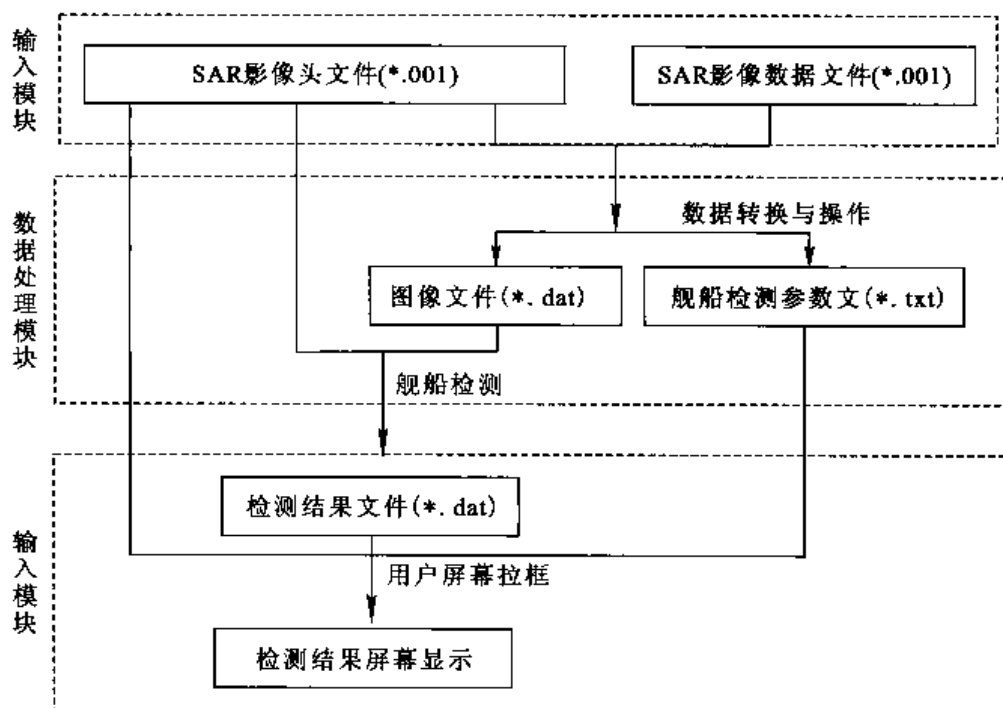 输入模块
SAR影像头文件(*.001)
SAR影像数据文件(*.001)
数据处理模块
数据转换与操作
图像文件(*.dat)
舰船检测参数文(*.txt)
舰船检测
输入模块
检测结果文件(*.dat)
用户屏幕拉框
检测结果屏幕显示